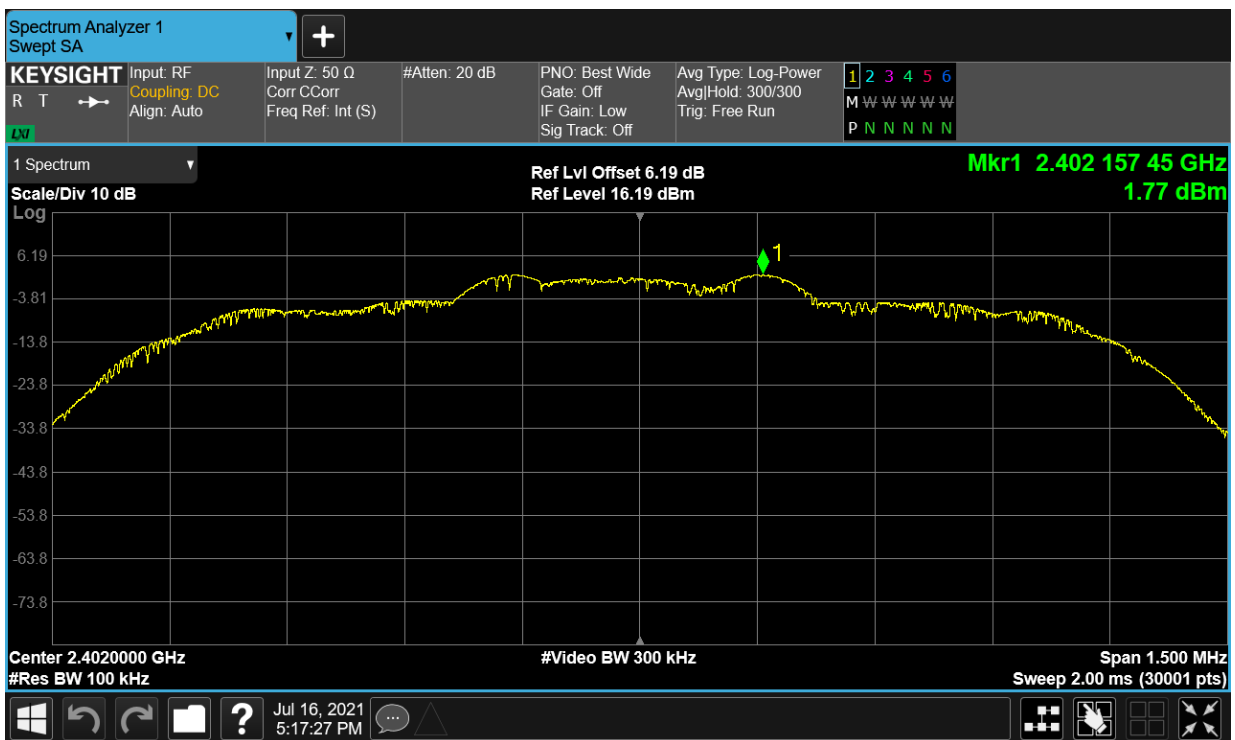 Spectrum Analyzer 1
Swept SA
KEYSIGHT
R T
LXI
Input: RF
Coupling: DC
Align: Auto
Input Z: 50 Ω
Corr CCorr
Freq Ref: Int (S)
#Atten: 20 dB
PNO: Best Wide
Gate: Off
IF Gain: Low
Sig Track: Off
Avg Type: Log-Power
Avg|Hold: 300/300
Trig: Free Run
1 2 3 4 5 6
M W W W W W
P N N N N N
1 Spectrum
Scale/Div 10 dB
Log
Ref Lvl Offset 6.19 dB
Ref Level 16.19 dBm
Mkr1 2.402 157 45 GHz
1.77 dBm
1
6.19
-3.81
-13.8
-23.8
-33.8
-43.8
-53.8
-63.8
-73.8
Center 2.4020000 GHz
#Res BW 100 kHz
#Video BW 300 kHz
Span 1.500 MHz
Sweep 2.00 ms (30001 pts)
?
Jul 16, 2021
5:17:27 PM